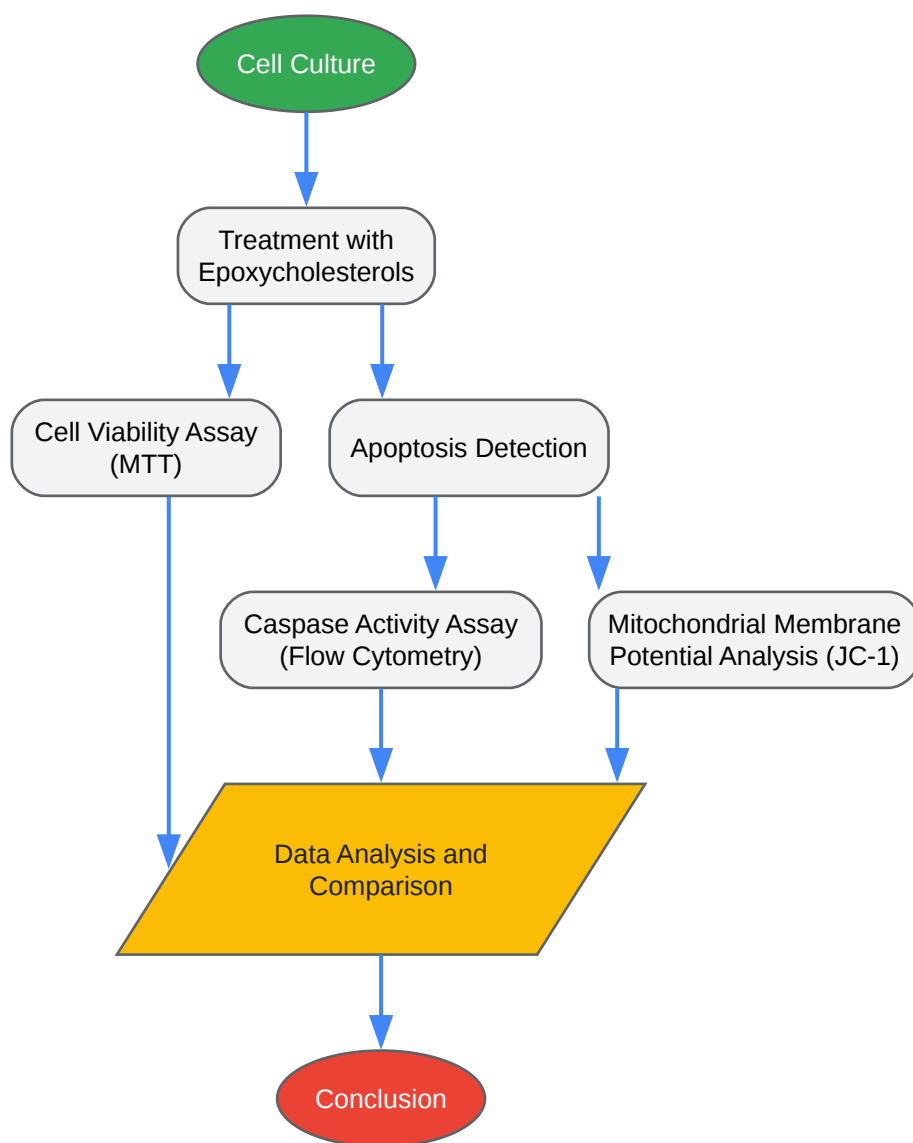 Cell Culture
Treatment with
Epoxycholesterols
Cell Viability Assay
(MTT)
Apoptosis Detection
Caspase Activity Assay
(Flow Cytometry)
Mitochondrial Membrane
Potential Analysis (JC-1)
Data Analysis and
Comparison
Conclusion